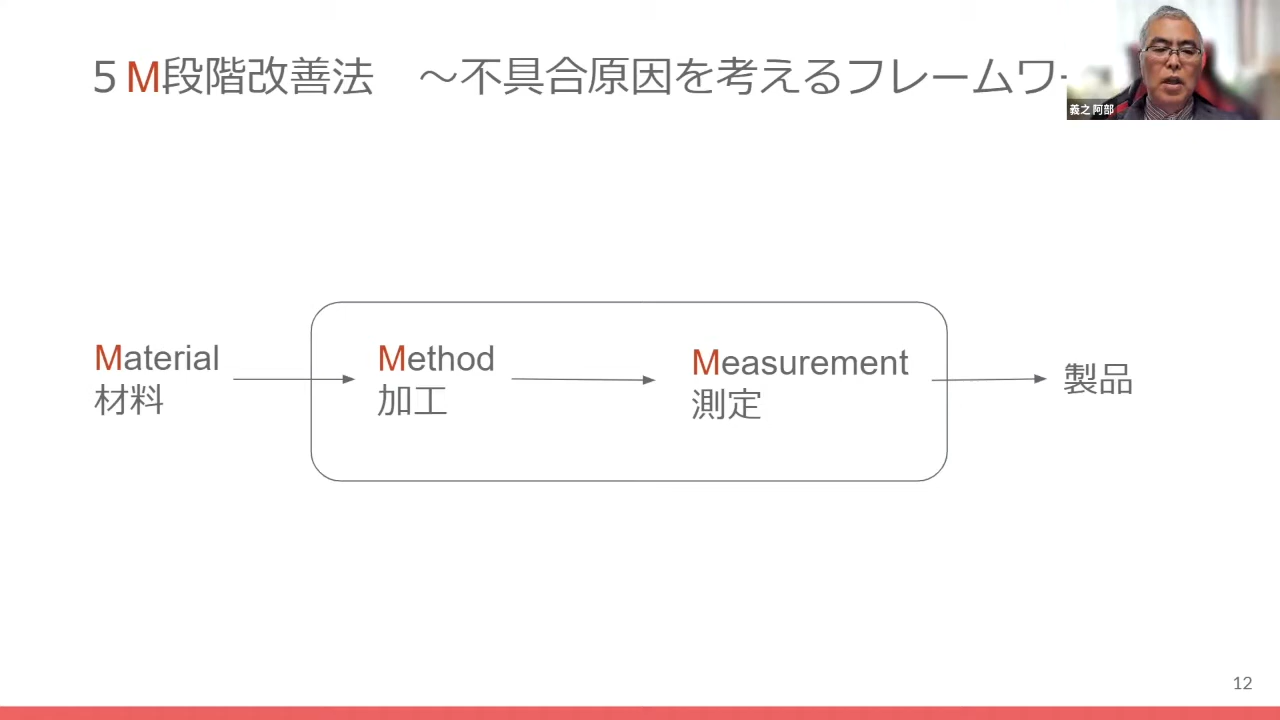 ５M段階改善法　～不具合原因を考えるフレームワ
義之 阿部
Material
材料
Method
加工
Measurement
測定
製品
12